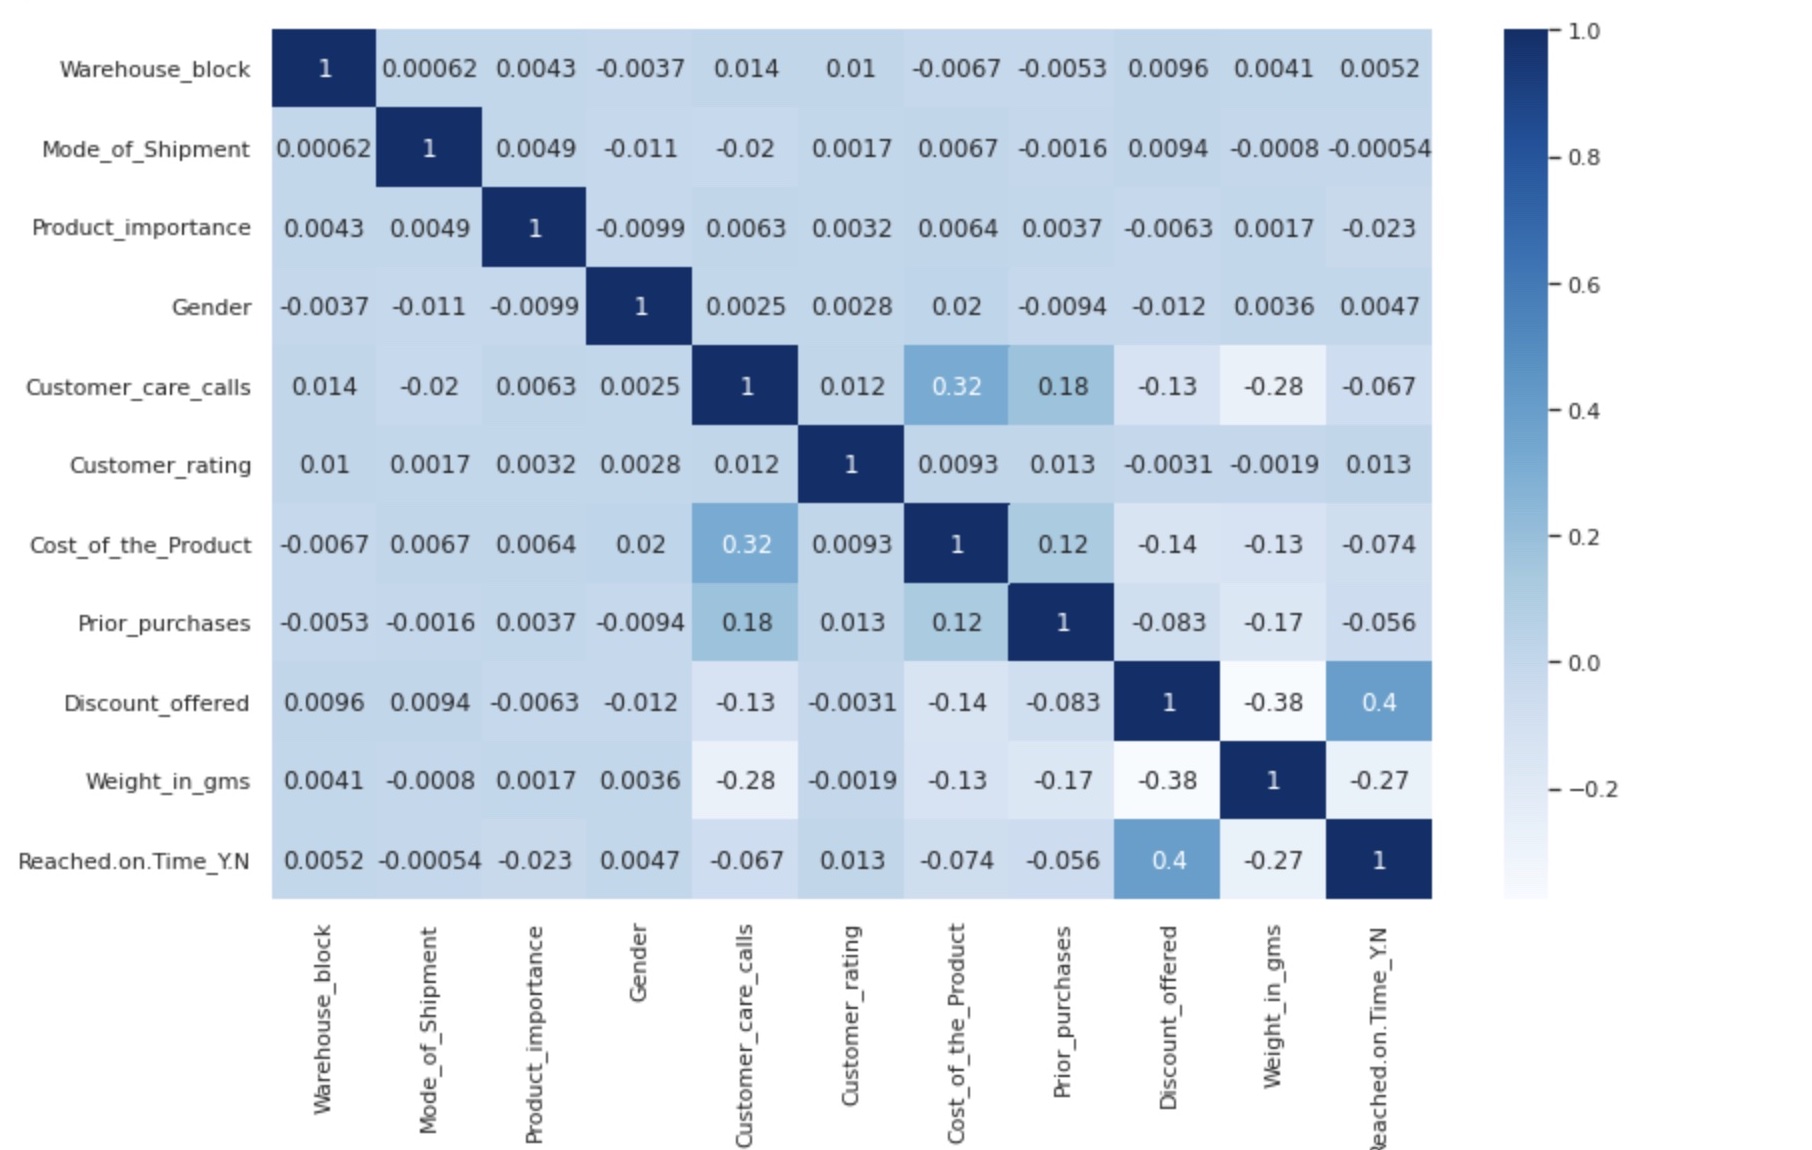 Warehouse_block 1 0.00062 0.0043 -0.0037 0.014 0.01 -0.0067 -0.0053 0.0096 0.0041 0.0052
Mode_of_Shipment 0.00062 1 0.0049 -0.011 -0.02 0.0017 0.0067 -0.0016 0.0094 -0.0008 -0.00054
Product_importance 0.0043 0.0049 1 -0.0099 0.0063 0.0032 0.0064 0.0037 -0.0063 0.0017 -0.023
Gender -0.0037 -0.011 -0.0099 1 0.0025 0.0028 0.02 -0.0094 -0.012 0.0036 0.0047
Customer_care_calls 0.014 -0.02 0.0063 0.0025 1 0.012 0.32 0.18 -0.13 -0.28 -0.067
Customer_rating 0.01 0.0017 0.0032 0.0028 0.012 1 0.0093 0.013 -0.0031 -0.0019 0.013
Cost_of_the_Product -0.0067 0.0067 0.0064 0.02 0.32 0.0093 1 0.12 -0.14 -0.13 -0.074
Prior_purchases -0.0053 -0.0016 0.0037 -0.0094 0.18 0.013 0.12 1 -0.083 -0.17 -0.056
Discount_offered 0.0096 0.0094 -0.0063 -0.012 -0.13 -0.0031 -0.14 -0.083 1 -0.38 0.4
Weight_in_gms 0.0041 -0.0008 0.0017 0.0036 -0.28 -0.0019 -0.13 -0.17 -0.38 1 -0.27
Reached.on.Time_Y.N 0.0052 -0.00054 -0.023 0.0047 -0.067 0.013 -0.074 -0.056 0.4 -0.27 1
Warehouse_block
Mode_of_Shipment
Product_importance
Gender
Customer_care_calls
Customer_rating
Cost_of_the_Product
Prior_purchases
Discount_offered
Weight_in_gms
eached.on.Time_Y.N
1.0
0.8
0.6
0.4
0.2
0.0
−0.2